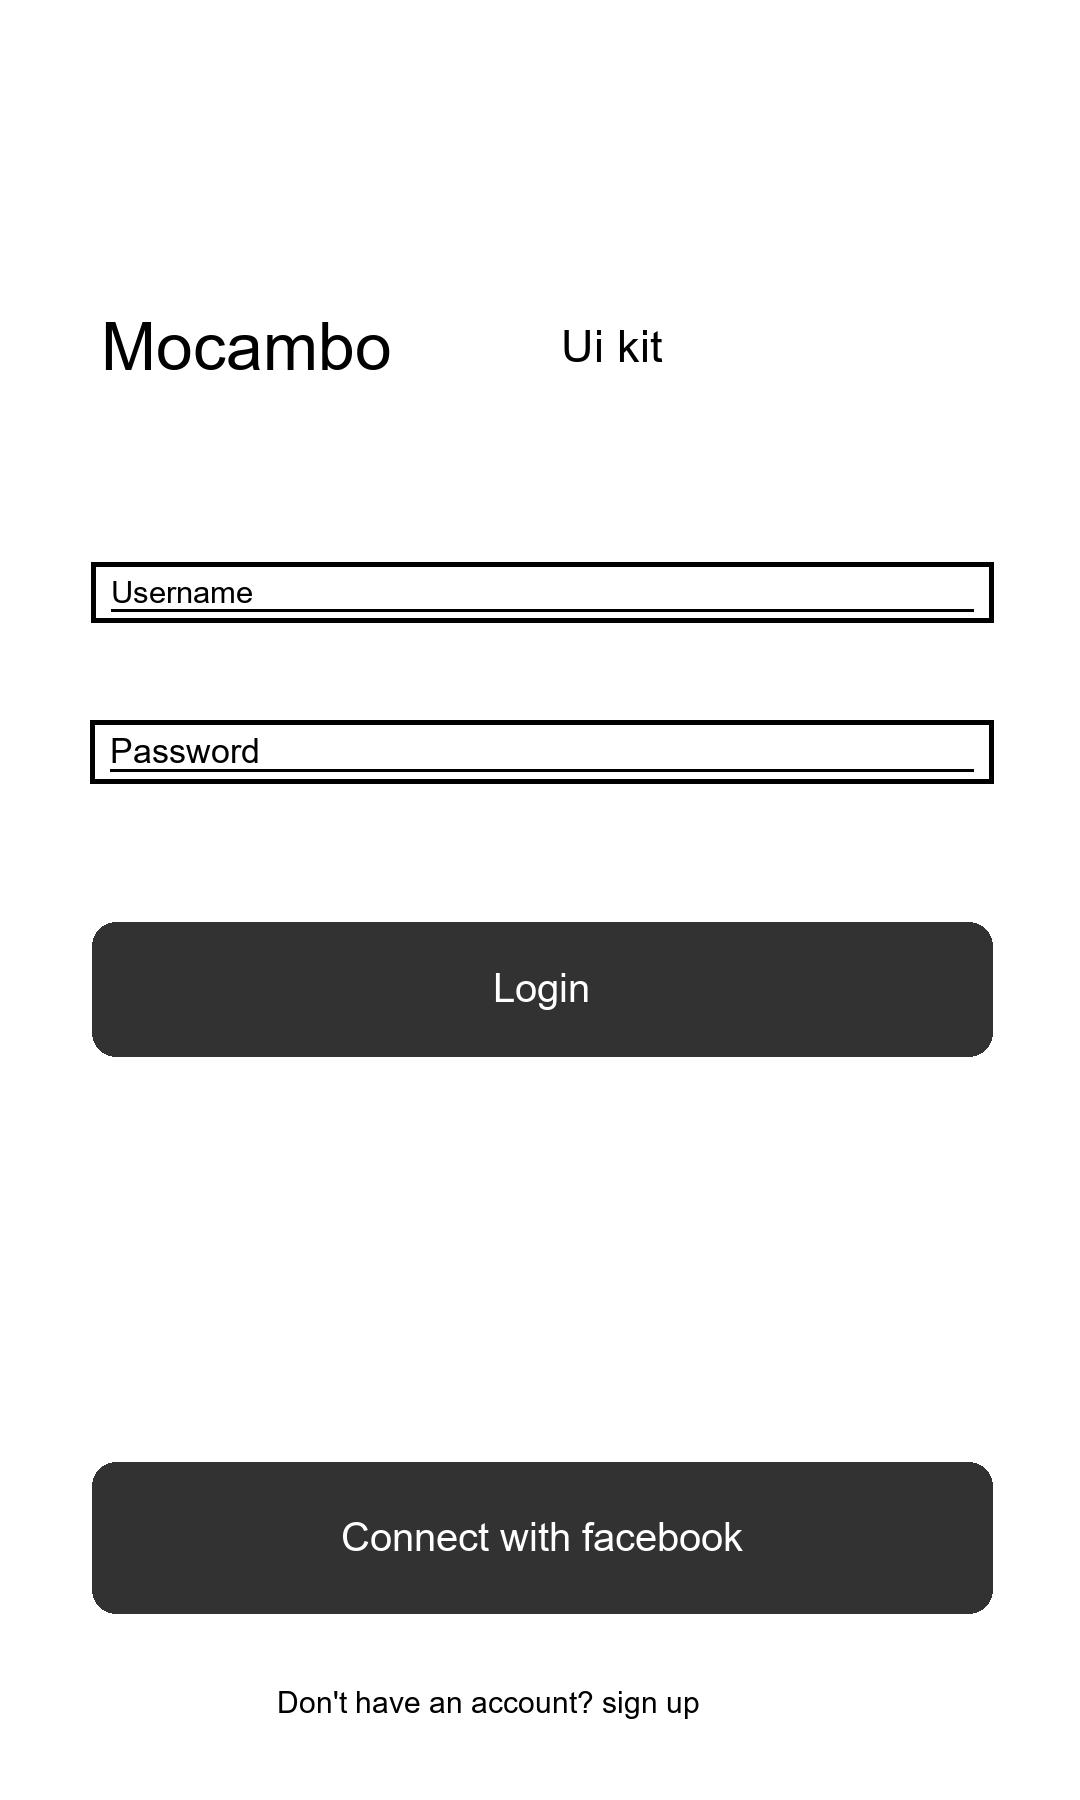 Mocambo Ui kit
Username
Password
Login
Connect with facebook
Don't have an account? sign up